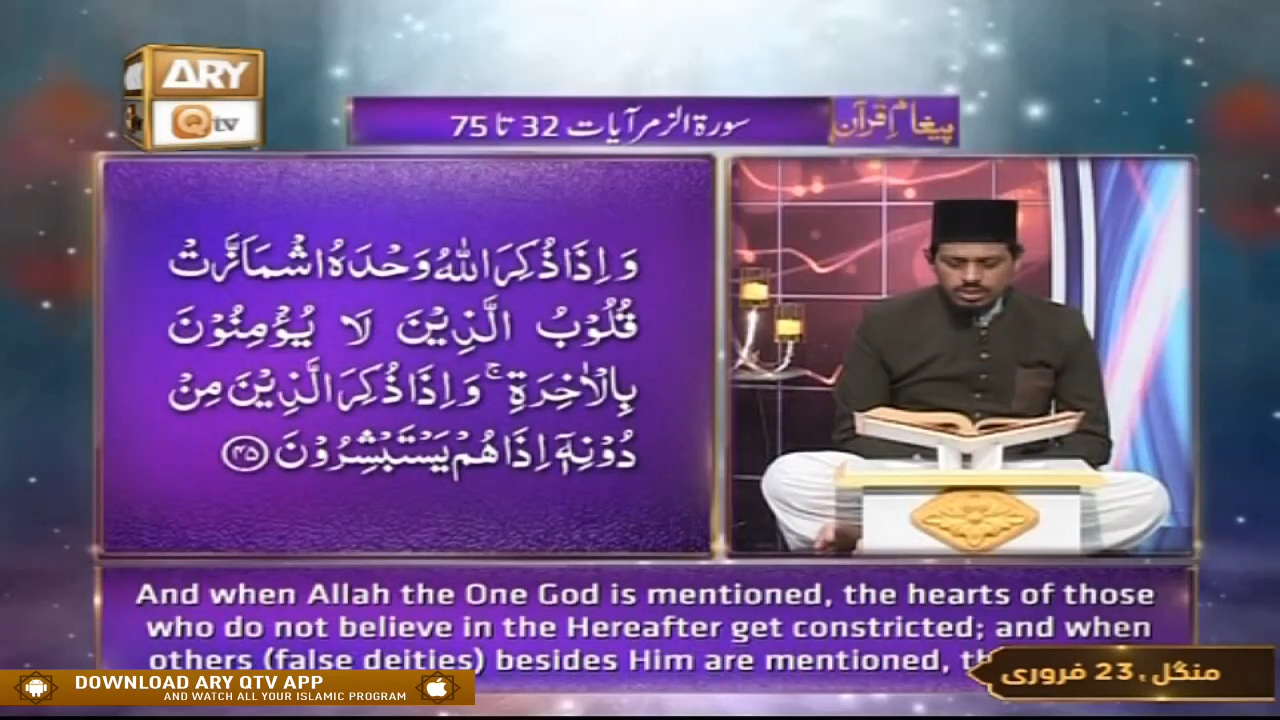 ARY
Qtv
پیغام قرآن
سورۃ الزمر آیات 32 تا 75
وَ اِذَا ذُكِرَ اللّٰهُ وَحْدَهُ اشْمَاَزَّتْ
قُلُوْبُ الَّذِیْنَ لَا یُؤْمِنُوْنَ
بِالْاٰخِرَةِ ۚ وَ اِذَا ذُكِرَ الَّذِیْنَ مِنْ
دُوْنِهٖۤ اِذَا هُمْ یَسْتَبْشِرُوْنَ ﴿۴۵﴾
And when Allah the One God is mentioned, the hearts of those
who do not believe in the Hereafter get constricted; and when
others (false deities) besides Him are mentioned,
منگل، 23 فروری
DOWNLOAD ARY QTV APP
AND WATCH ALL YOUR ISLAMIC PROGRAM